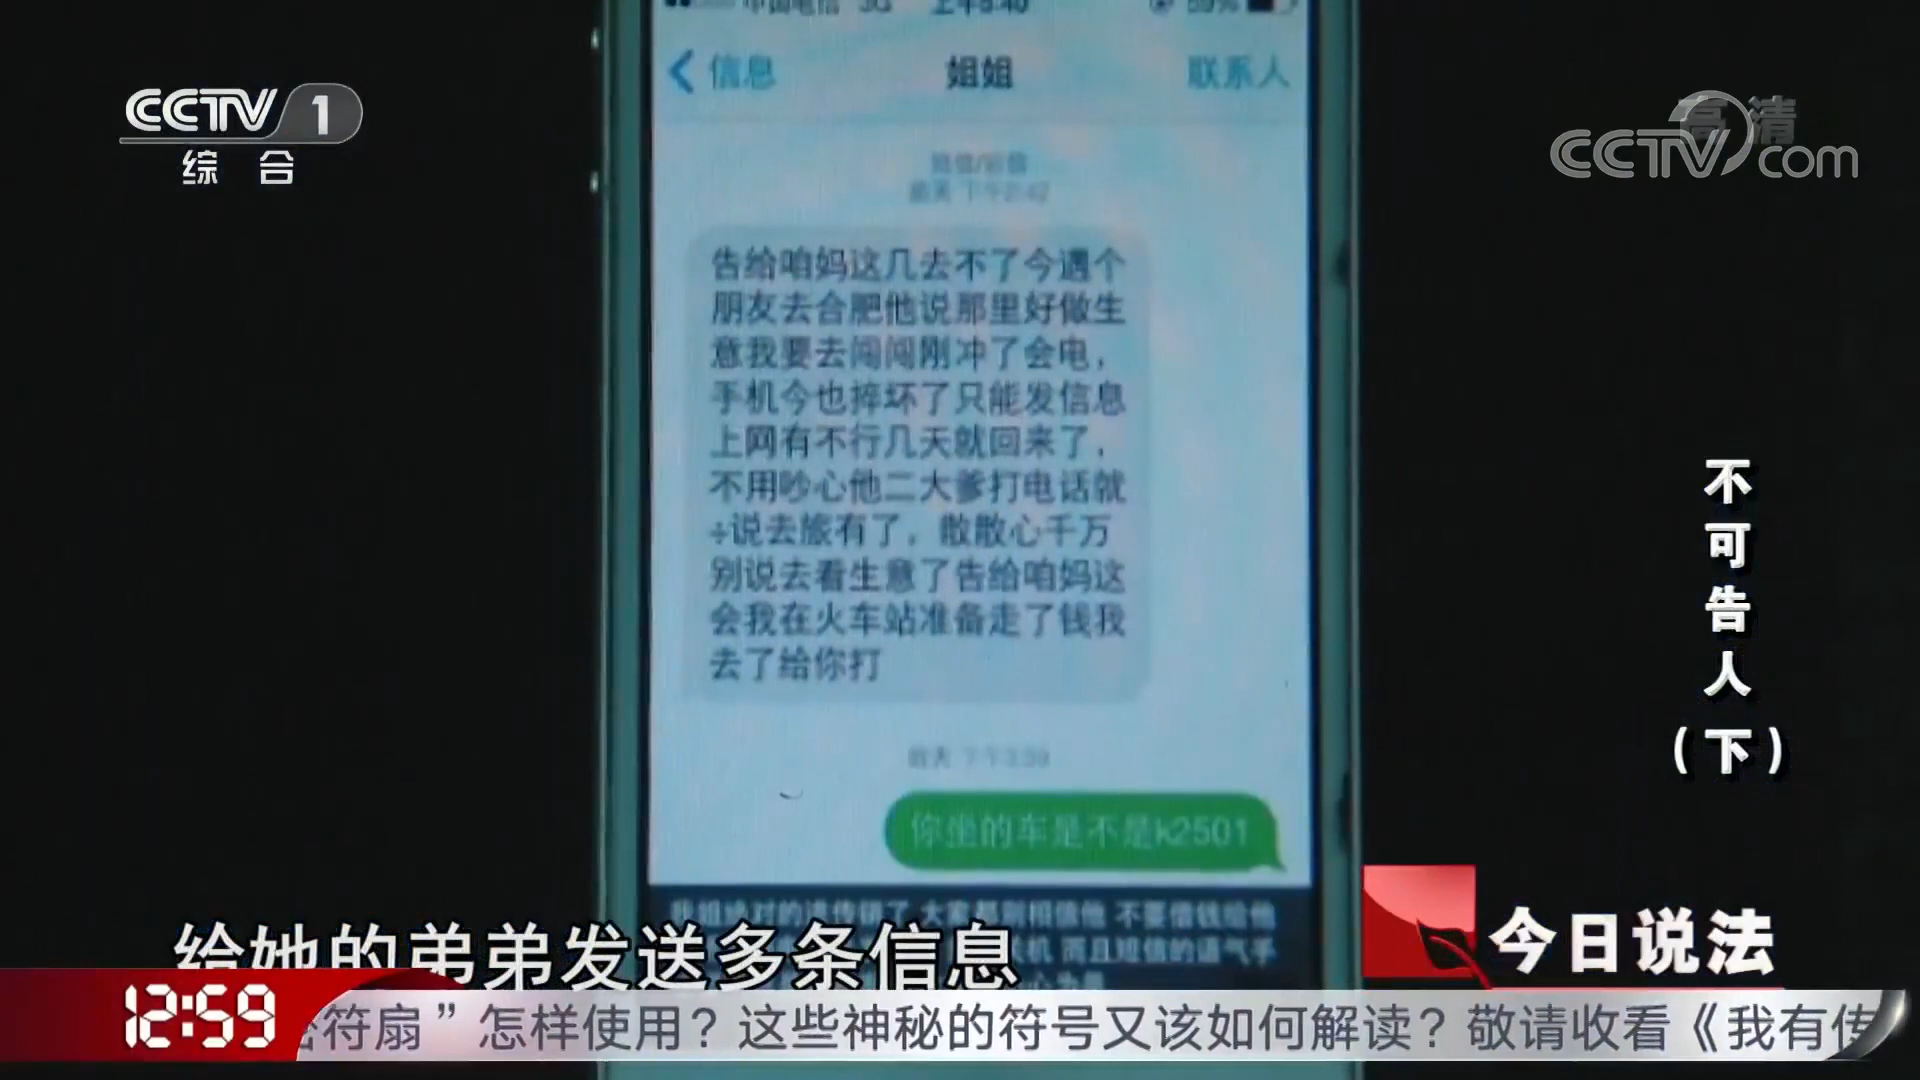 CCTV 1
综合
高清
CCTV.com
信息
姐姐
联系人
告给咱妈这几去不了今遇个
朋友去合肥他说那里好做生
意我要去闯闯刚冲了会电，
手机今也摔坏了只能发信息
上网有不行几天就回来了，
不用吵心他二大爹打电话就
÷说去旅有了，散散心千万
别说去看生意了告给咱妈这
会我在火车站准备走了钱我
去了给你打
你坐的车是不是k2501
不可告人
（下）
今日说法
给她的弟弟发送多条信息
12:59
符扇”怎样使用？这些神秘的符号又该如何解读？敬请收看《我有传